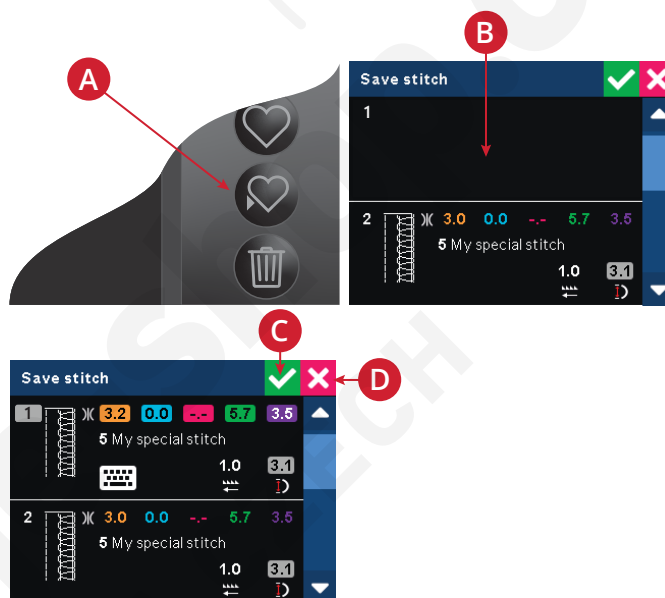 B
A
Save stitch
1
2 3.0 0.0 -.- 5.7 3.5
5 My special stitch
1.0 3.1
C
D
Save stitch
1 3.2 0.0 -.- 5.7 3.5
5 My special stitch
1.0 3.1
2 3.0 0.0 -.- 5.7 3.5
5 My special stitch
1.0 3.1